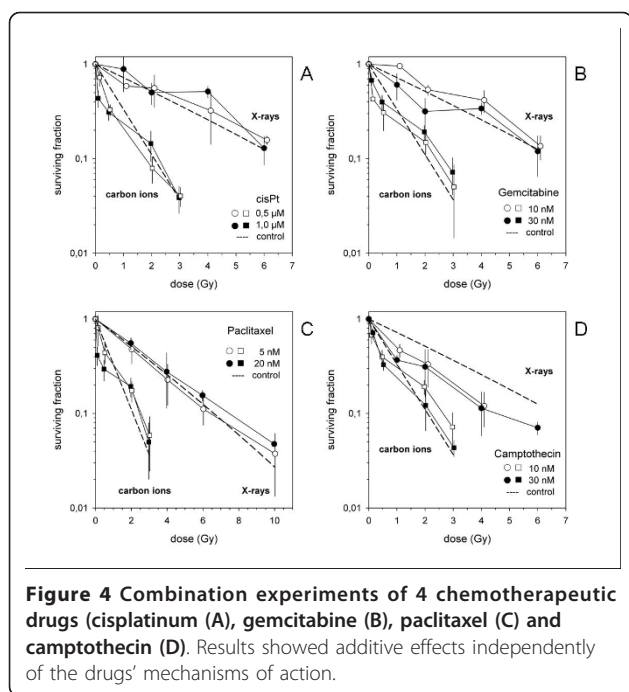 A
B
surviving fraction
1
0,1
0,01
X-rays
carbon ions
cisPt
0,5 µM
1,0 µM
control
0 1 2 3 4 5 6 7
dose (Gy)
surviving fraction
1
0,1
0,01
X-rays
carbon ions
Gemcitabine
10 nM
30 nM
control
0 1 2 3 4 5 6 7
dose (Gy)
C
D
surviving fraction
1
0,1
0,01
Paclitaxel
5 nM
20 nM
control
carbon ions
X-rays
0 2 4 6 8 10
dose (Gy)
surviving fraction
1
0,1
0,01
X-rays
carbon ions
Camptothecin
10 nM
30 nM
control
0 1 2 3 4 5 6 7
dose (Gy)
Figure 4 Combination experiments of 4 chemotherapeutic
drugs (cisplatinum (A), gemcitabine (B), paclitaxel (C) and
camptothecin (D). Results showed additive effects independently
of the drugs' mechanisms of action.